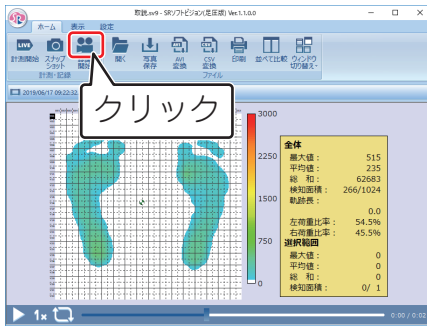 取説.sv9 - SRソフトビジョン(足圧版) Ver.1.1.0.0
ホーム 表示 設定
LIVE AVI CSV
計測開始 スナップショット 開始 開く 写真保存 AVI変換 CSV変換 印刷 並べて比較 ウィンドウ切り替え
計測・記録 ファイル
2019/06/17 09:22:32
クリック
3000
2250
1500
750
0
全体
最大値： 515
平均値： 235
総　和： 62683
検知面積： 266/1024
軌跡長：
0.0
左荷重比率： 54.5%
右荷重比率： 45.5%
選択範囲
最大値： 0
平均値： 0
総　和： 0
検知面積： 0/ 1
1x 0:00 / 0:02